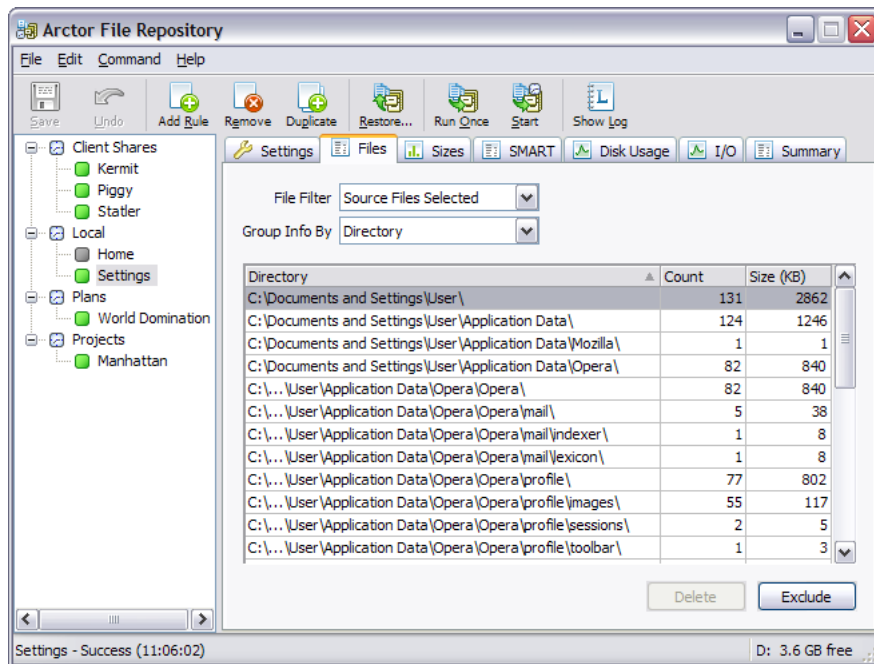 Arctor File Repository
File Edit Command Help
Save Undo Add Rule Remove Duplicate Restore... Run Once Start Show Log
Client Shares
Kermit
Piggy
Statler
Local
Home
Settings
Plans
World Domination
Projects
Manhattan
Settings Files Sizes SMART Disk Usage I/O Summary
File Filter Source Files Selected
Group Info By Directory
Directory Count Size (KB)
C:\Documents and Settings\User\ 131 2862
C:\Documents and Settings\User\Application Data\ 124 1246
C:\Documents and Settings\User\Application Data\Mozilla\ 1 1
C:\Documents and Settings\User\Application Data\Opera\ 82 840
C:\...\User\Application Data\Opera\Opera\ 82 840
C:\...\User\Application Data\Opera\Opera\mail\ 5 38
C:\...\User\Application Data\Opera\Opera\mail\indexer\ 1 8
C:\...\User\Application Data\Opera\Opera\mail\lexicon\ 1 8
C:\...\User\Application Data\Opera\Opera\profile\ 77 802
C:\...\User\Application Data\Opera\Opera\profile\images\ 55 117
C:\...\User\Application Data\Opera\Opera\profile\sessions\ 2 5
C:\...\User\Application Data\Opera\Opera\profile\toolbar\ 1 3
Delete Exclude
Settings - Success (11:06:02) D: 3.6 GB free